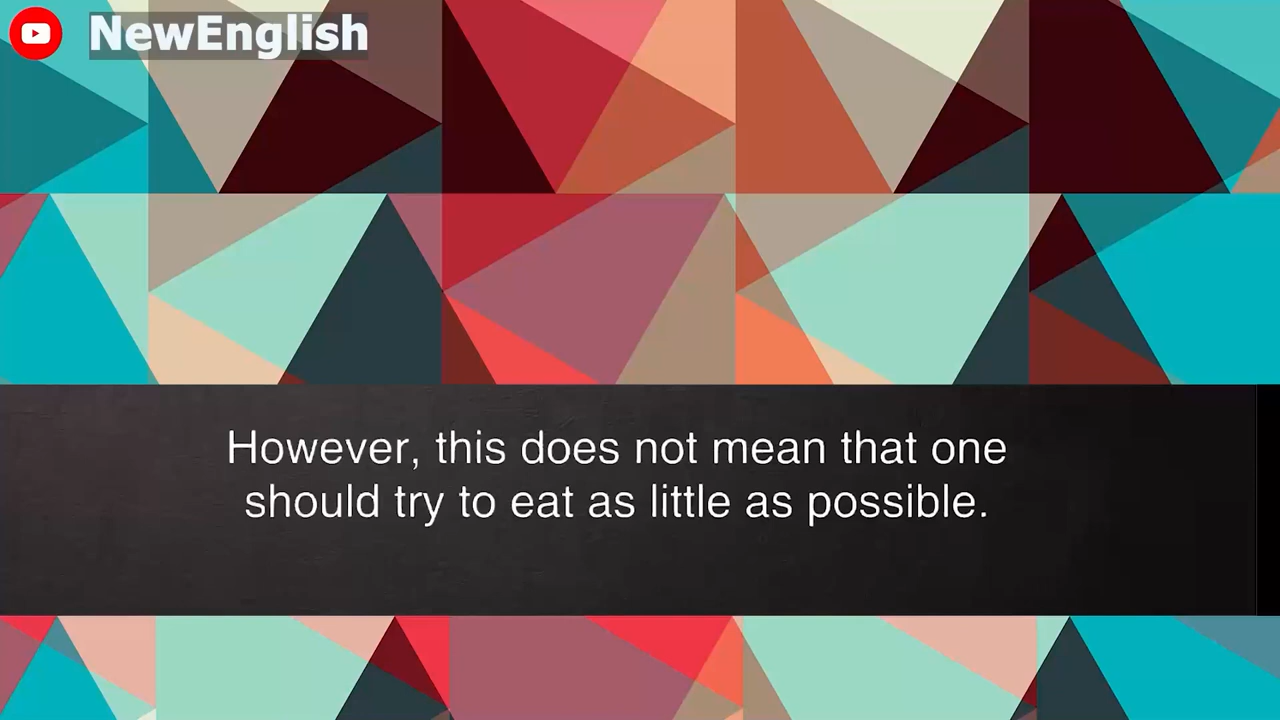 NewEnglish
However, this does not mean that one
should try to eat as little as possible.